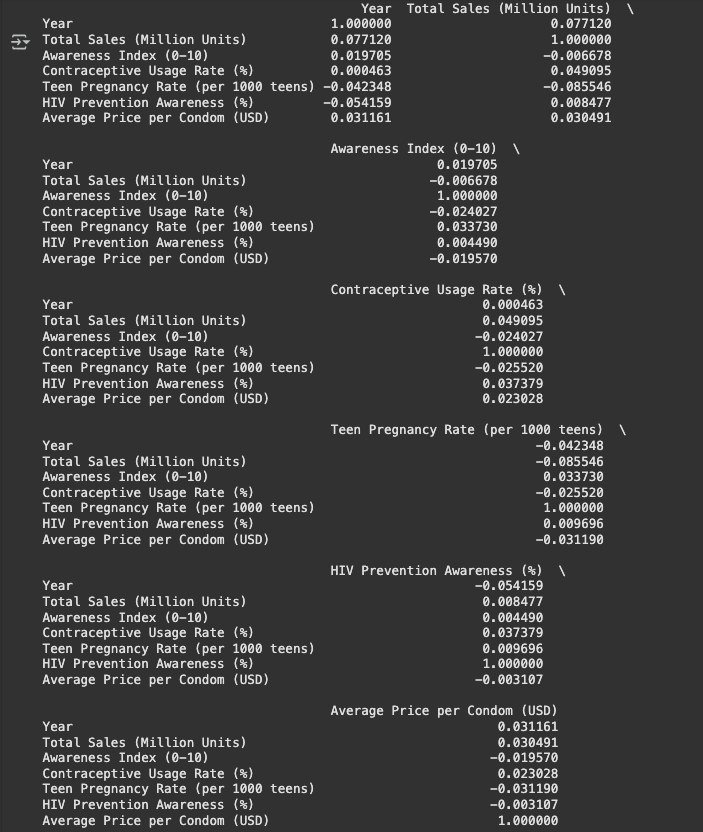 Year  Total Sales (Million Units)  \
Year 1.000000 0.077120
Total Sales (Million Units) 0.077120 1.000000
Awareness Index (0-10) 0.019705 -0.006678
Contraceptive Usage Rate (%) 0.000463 0.049095
Teen Pregnancy Rate (per 1000 teens) -0.042348 -0.085546
HIV Prevention Awareness (%) -0.054159 0.008477
Average Price per Condom (USD) 0.031161 0.030491
Awareness Index (0-10)  \
Year 0.019705
Total Sales (Million Units) -0.006678
Awareness Index (0-10) 1.000000
Contraceptive Usage Rate (%) -0.024027
Teen Pregnancy Rate (per 1000 teens) 0.033730
HIV Prevention Awareness (%) 0.004490
Average Price per Condom (USD) -0.019570
Contraceptive Usage Rate (%)  \
Year 0.000463
Total Sales (Million Units) 0.049095
Awareness Index (0-10) -0.024027
Contraceptive Usage Rate (%) 1.000000
Teen Pregnancy Rate (per 1000 teens) -0.025520
HIV Prevention Awareness (%) 0.037379
Average Price per Condom (USD) 0.023028
Teen Pregnancy Rate (per 1000 teens)  \
Year -0.042348
Total Sales (Million Units) -0.085546
Awareness Index (0-10) 0.033730
Contraceptive Usage Rate (%) -0.025520
Teen Pregnancy Rate (per 1000 teens) 1.000000
HIV Prevention Awareness (%) 0.009696
Average Price per Condom (USD) -0.031190
HIV Prevention Awareness (%)  \
Year -0.054159
Total Sales (Million Units) 0.008477
Awareness Index (0-10) 0.004490
Contraceptive Usage Rate (%) 0.037379
Teen Pregnancy Rate (per 1000 teens) 0.009696
HIV Prevention Awareness (%) 1.000000
Average Price per Condom (USD) -0.003107
Average Price per Condom (USD)
Year 0.031161
Total Sales (Million Units) 0.030491
Awareness Index (0-10) -0.019570
Contraceptive Usage Rate (%) 0.023028
Teen Pregnancy Rate (per 1000 teens) -0.031190
HIV Prevention Awareness (%) -0.003107
Average Price per Condom (USD) 1.000000